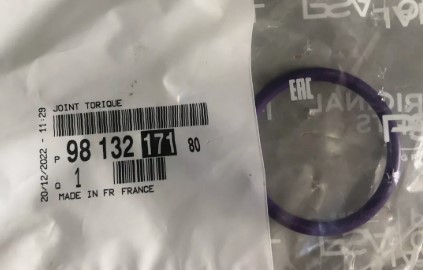 JOINT TORIQUE
20/12/2022 - 11:29
P 98 132 171 80
Q 1
MADE IN FR FRANCE
EAC